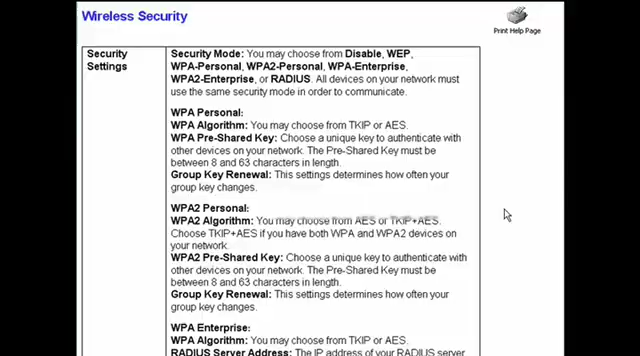 Wireless Security
Print Help Page
Security
Settings
Security Mode: You may choose from Disable, WEP,
WPA-Personal, WPA2-Personal, WPA-Enterprise,
WPA2-Enterprise, or RADIUS. All devices on your network must
use the same security mode in order to communicate.
WPA Personal:
WPA Algorithm: You may choose from TKIP or AES.
WPA Pre-Shared Key: Choose a unique key to authenticate with
other devices on your network. The Pre-Shared Key must be
between 8 and 63 characters in length.
Group Key Renewal: This settings determines how often your
group key changes.
WPA2 Personal:
WPA2 Algorithm: You may choose from AES or TKIP+AES.
Choose TKIP+AES if you have both WPA and WPA2 devices on
your network.
WPA2 Pre-Shared Key: Choose a unique key to authenticate with
other devices on your network. The Pre-Shared Key must be
between 8 and 63 characters in length.
Group Key Renewal: This settings determines how often your
group key changes.
WPA Enterprise:
WPA Algorithm: You may choose from TKIP or AES.
RADIUS Server Address: The IP address of your RADIUS server